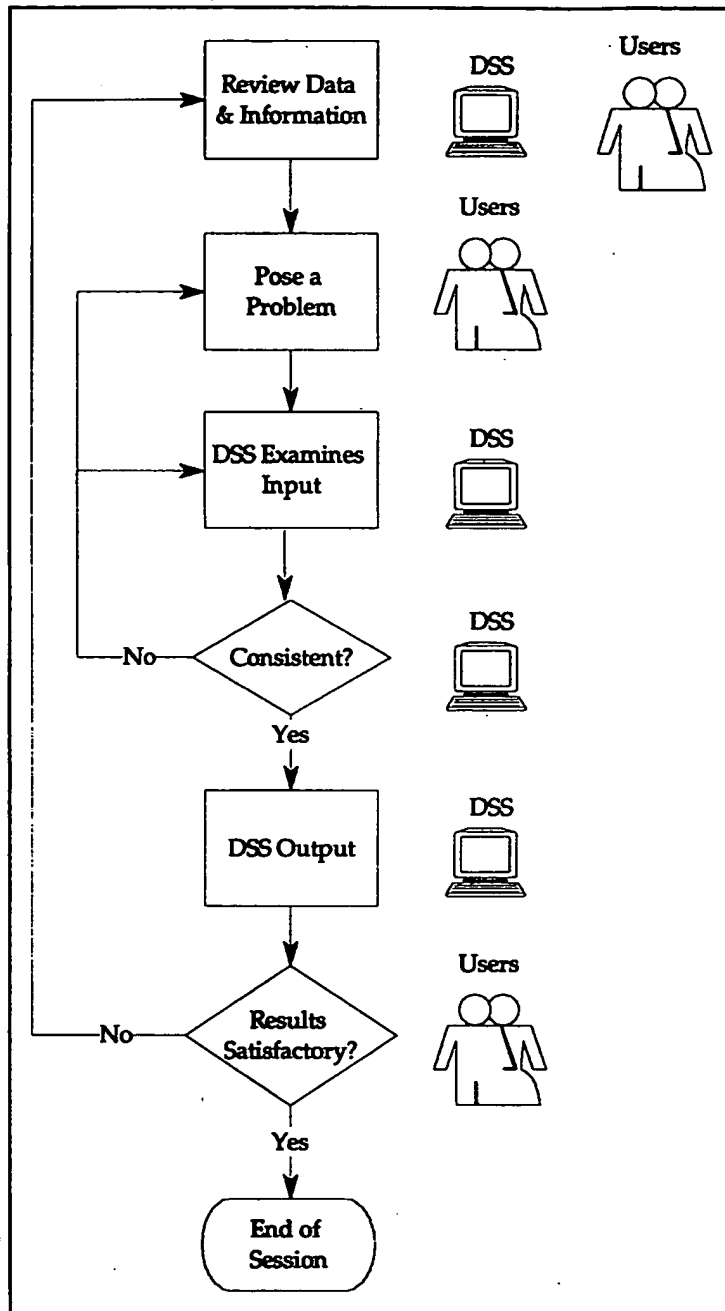 Users
DSS
Review Data
& Information
Users
Pose a
Problem
DSS
DSS Examines
Input
DSS
No
Consistent?
Yes
DSS
DSS Output
Users
No
Results
Satisfactory?
Yes
End of
Session